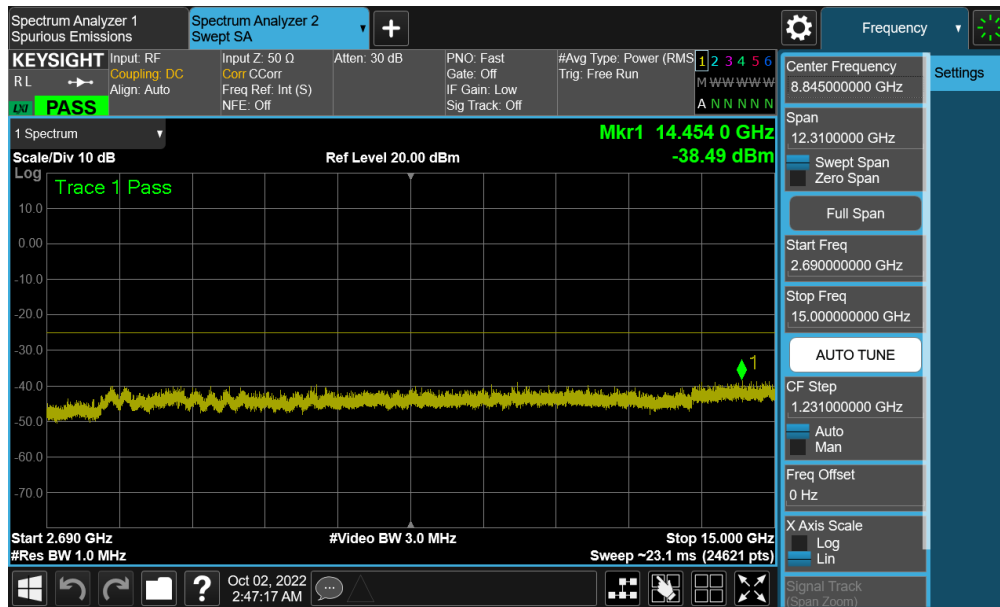 Spectrum Analyzer 1
Spurious Emissions
Spectrum Analyzer 2
Swept SA
Frequency
KEYSIGHT
RL
LXI PASS
Input: RF
Coupling: DC
Align: Auto
Input Z: 50 Ω
Corr CCorr
Freq Ref: Int (S)
NFE: Off
Atten: 30 dB
PNO: Fast
Gate: Off
IF Gain: Low
Sig Track: Off
#Avg Type: Power (RMS
Trig: Free Run
1 2 3 4 5 6
M W W W W W
A N N N N N
1 Spectrum
Mkr1 14.454 0 GHz
Scale/Div 10 dB
Ref Level 20.00 dBm
-38.49 dBm
Log
Trace 1 Pass
10.0
0.00
-10.0
-20.0
-30.0
1
-40.0
-50.0
-60.0
-70.0
Start 2.690 GHz
#Video BW 3.0 MHz
Stop 15.000 GHz
#Res BW 1.0 MHz
Sweep ~23.1 ms (24621 pts)
Center Frequency
8.845000000 GHz
Settings
Span
12.3100000 GHz
Swept Span
Zero Span
Full Span
Start Freq
2.690000000 GHz
Stop Freq
15.000000000 GHz
AUTO TUNE
CF Step
1.231000000 GHz
Auto
Man
Freq Offset
0 Hz
X Axis Scale
Log
Lin
Signal Track
(Span Zoom)
?
Oct 02, 2022
2:47:17 AM